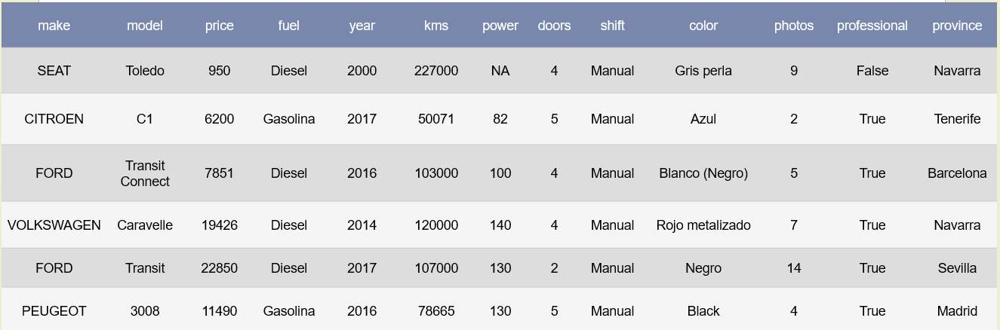 make model price fuel year kms power doors shift color photos professional province
SEAT Toledo 950 Diesel 2000 227000 NA 4 Manual Gris perla 9 False Navarra
CITROEN C1 6200 Gasolina 2017 50071 82 5 Manual Azul 2 True Tenerife
FORD Transit Connect 7851 Diesel 2016 103000 100 4 Manual Blanco (Negro) 5 True Barcelona
VOLKSWAGEN Caravelle 19426 Diesel 2014 120000 140 4 Manual Rojo metalizado 7 True Navarra
FORD Transit 22850 Diesel 2017 107000 130 2 Manual Negro 14 True Sevilla
PEUGEOT 3008 11490 Gasolina 2016 78665 130 5 Manual Black 4 True Madrid